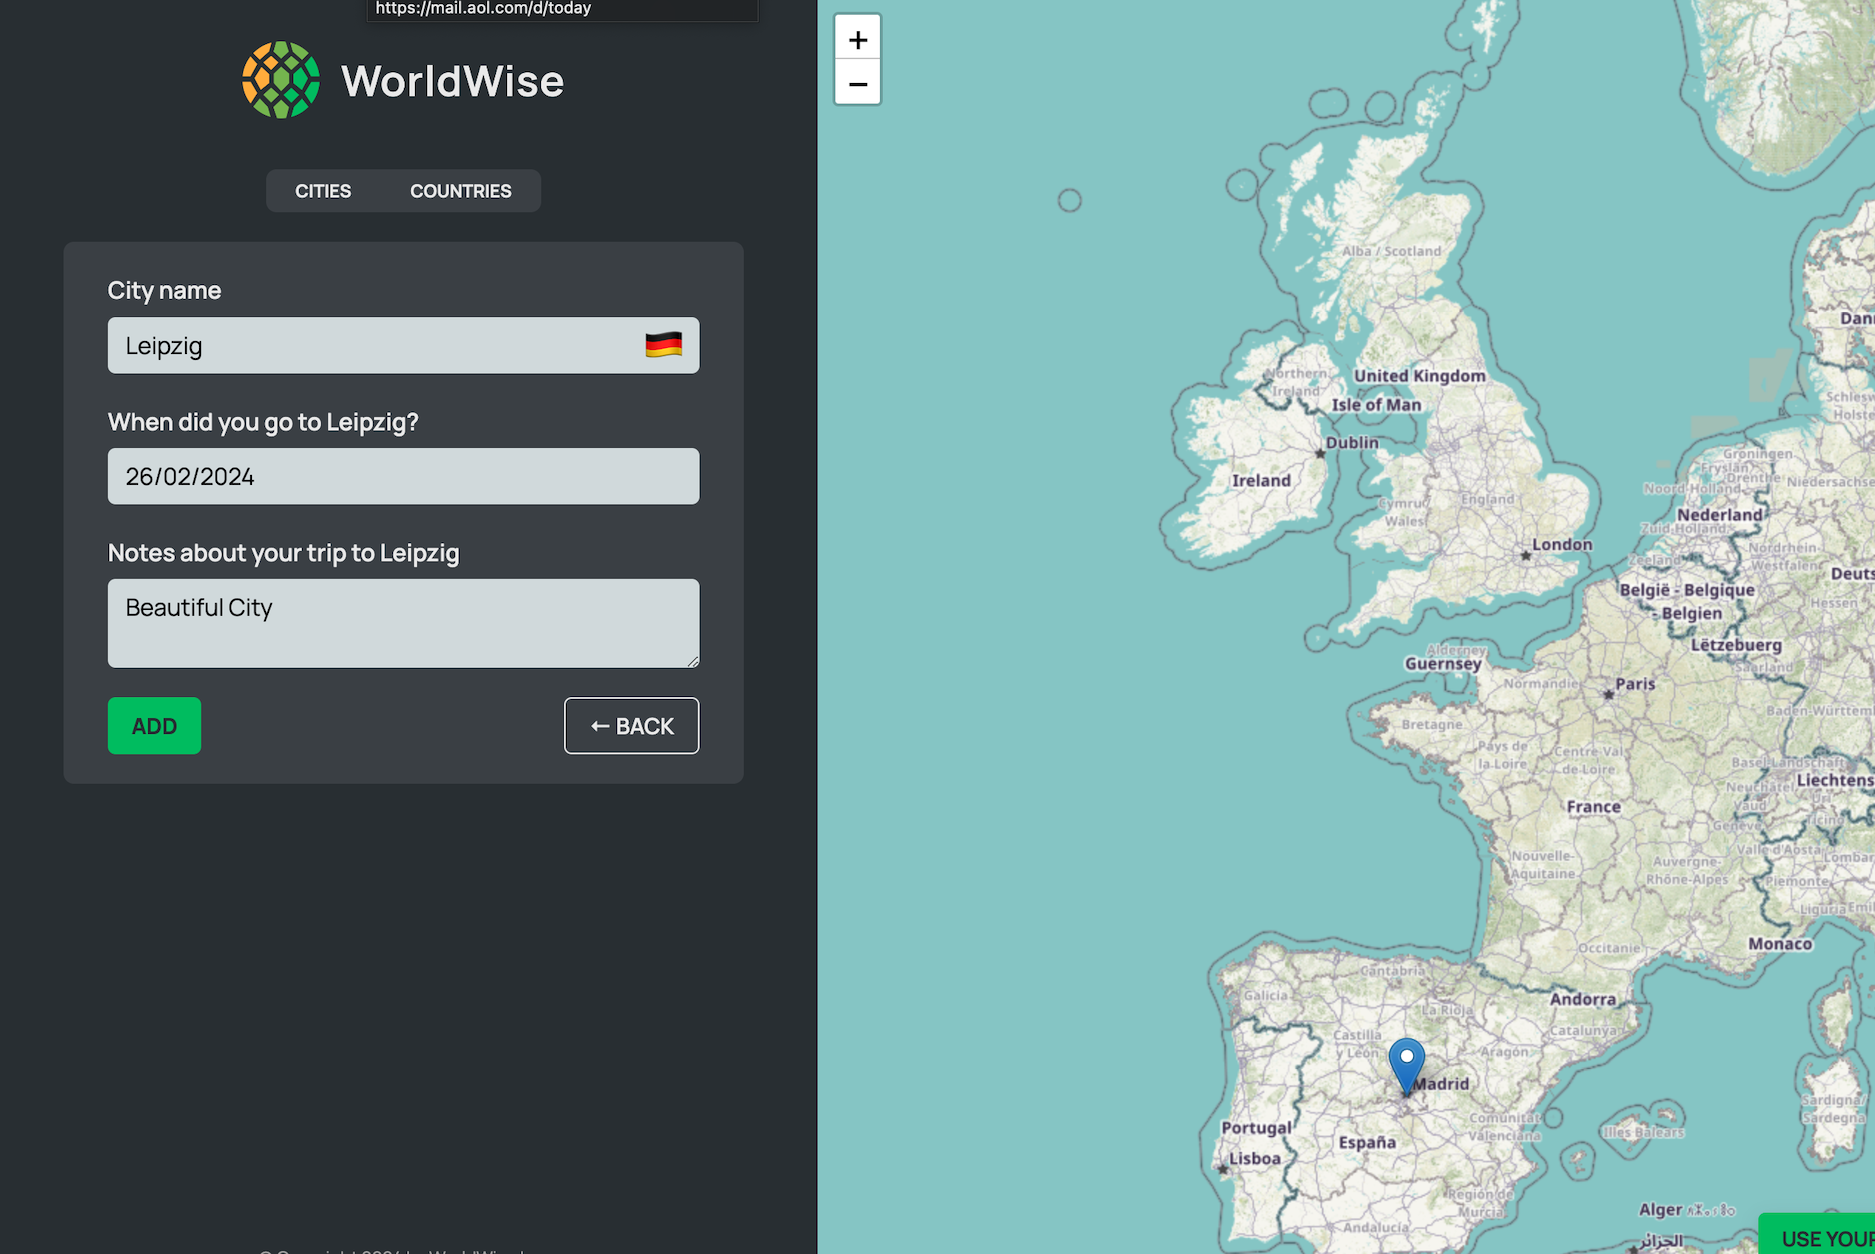 https://mail.aol.com/d/today
WorldWise
CITIES COUNTRIES
City name
Leipzig
When did you go to Leipzig?
26/02/2024
Notes about your trip to Leipzig
Beautiful City
ADD
← BACK
+
−
Alba / Scotland
Northern
Ireland
United Kingdom
Isle of Man
Dublin
Ireland
Cymru
Wales
England
London
Groningen
Fryslân
Drenthe
Niedersachse
Noord-Holland
Nederland
Zuid-Holland
Nordrhein-
Westfalen
Zeeland
Deuts
België - Belgique
- Belgien
Hessen
Lëtzebuerg
Saarland
Alderney
Guernsey
Normandie
Paris
Baden-Württem
Bretagne
Pays de
la Loire
Centre-Val
de Loire
Basel-Landschaft
Liechtens
Neuchâtel
Uri
Vaud
Ticino
Genève
France
Valle d'Aosta
Lombar
Nouvelle-
Aquitaine
Auvergne-
Rhône-Alpes
Piemonte
Liguria
Emil
Monaco
Occitanie
Cantabria
Galicia
La Rioja
Andorra
Catalunya
Castilla
y León
Aragón
Madrid
Portugal
España
Comunitat
Valenciana
Lisboa
Illes Balears
Sardigna/
Sardegna
Región de
Murcia
Andalucía
Dan
Schlesw
Holste
Alger
الجزائر
USE YOUR